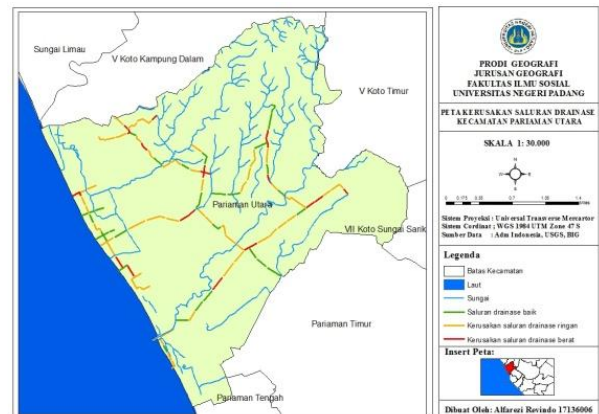 Sungai Limau
V Koto Kampung Dalam
V Koto Timur
Pariaman Utara
VII Koto Sungai Sarik
Pariaman Timur
Pariaman Tengah
PRODI GEOGRAFI
JURUSAN GEOGRAFI
FAKULTAS ILMU SOSIAL
UNIVERSITAS NEGERI PADANG
PETA KERUSAKAN SALURAN DRAINASE
KECAMATAN PARIAMAN UTARA
SKALA 1: 30.000
N
W E
S
Sistem Proyeksi : Universal Transverse Mercartor
Sistem Cordinat : WGS 1984 UTM Zone 47 S
Sumber Data : Adm Indonesia, USGS, BIG
Legenda
Batas Kecamatan
Laut
Sungai
Saluran drainase baik
Kerusakan saluran drainase ringan
Kerusakan saluran drainase berat
Insert Peta:
Dibuat Oleh: Alfarezi Revindo 17136006